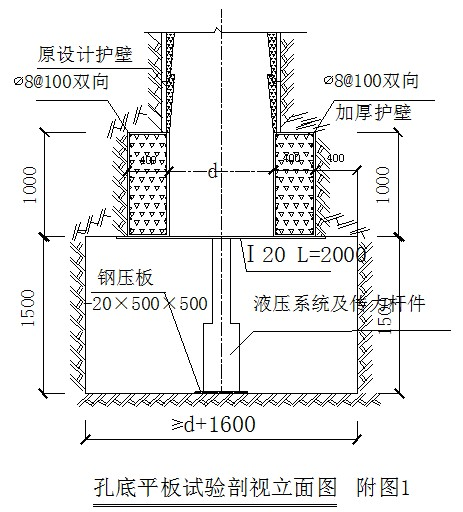 原设计护壁
⌀8@100双向
⌀8@100双向
加厚护壁
400
d
400
400
1000
1000
I 20 L=2000
钢压板
-20×500×500
液压系统及传力杆件
1500
1500
≥d+1600
孔底平板试验剖视立面图 附图1